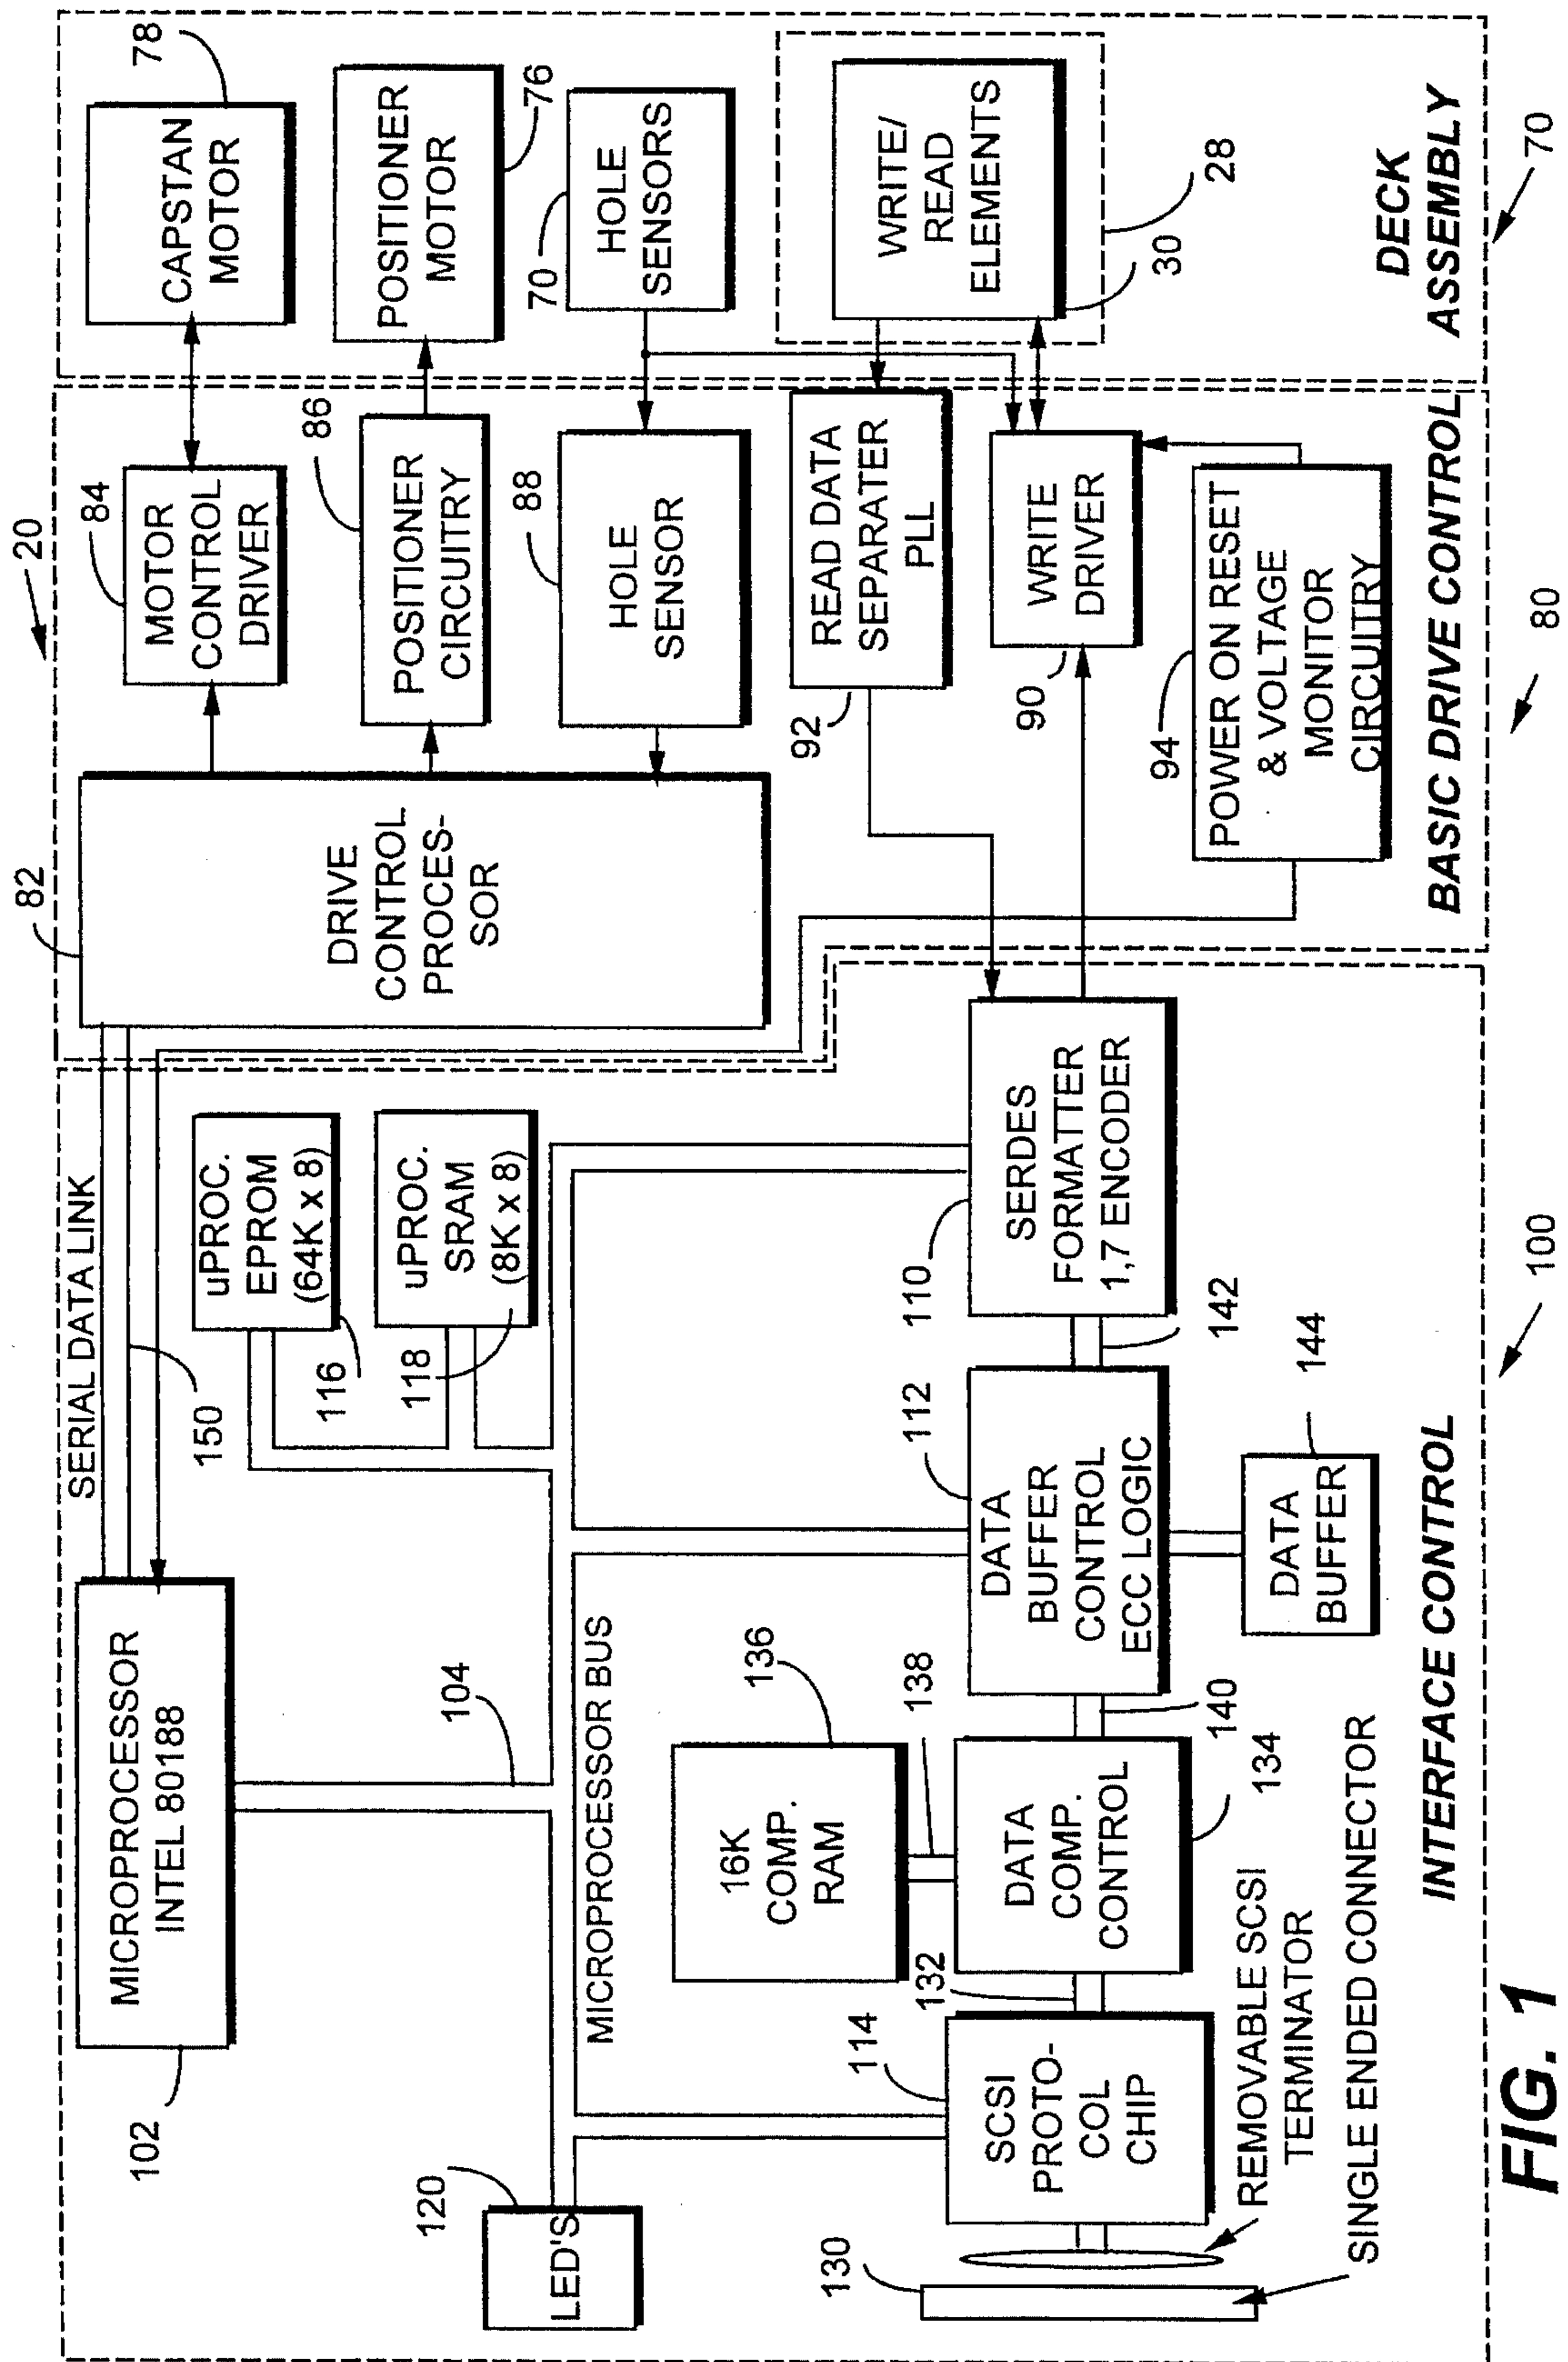 20
82
DRIVE
CONTROL
PROCES-
SOR
84
MOTOR
CONTROL
DRIVER
86
POSITIONER
CIRCUITRY
88
HOLE
SENSOR
92
READ DATA
SEPARATER
PLL
90
WRITE
DRIVER
94
POWER ON RESET
& VOLTAGE
MONITOR
CIRCUITRY
BASIC DRIVE CONTROL
80
78
CAPSTAN
MOTOR
POSITIONER
MOTOR
76
70
HOLE
SENSORS
WRITE/
READ
ELEMENTS
30
28
DECK
ASSEMBLY
70
SERIAL DATA LINK
150
102
MICROPROCESSOR
INTEL 80188
uPROC.
EPROM
(64K x 8)
116
uPROC.
SRAM
(8K x 8)
118
104
MICROPROCESSOR BUS
120
LED'S
130
114
SCSI
PROTO-
COL
CHIP
132
16K
COMP.
RAM
136
138
DATA
COMP.
CONTROL
134
140
112
DATA
BUFFER
CONTROL
ECC LOGIC
142
110
SERDES
FORMATTER
1,7 ENCODER
144
DATA
BUFFER
REMOVABLE SCSI
TERMINATOR
SINGLE ENDED CONNECTOR
INTERFACE CONTROL
100
FIG. 1